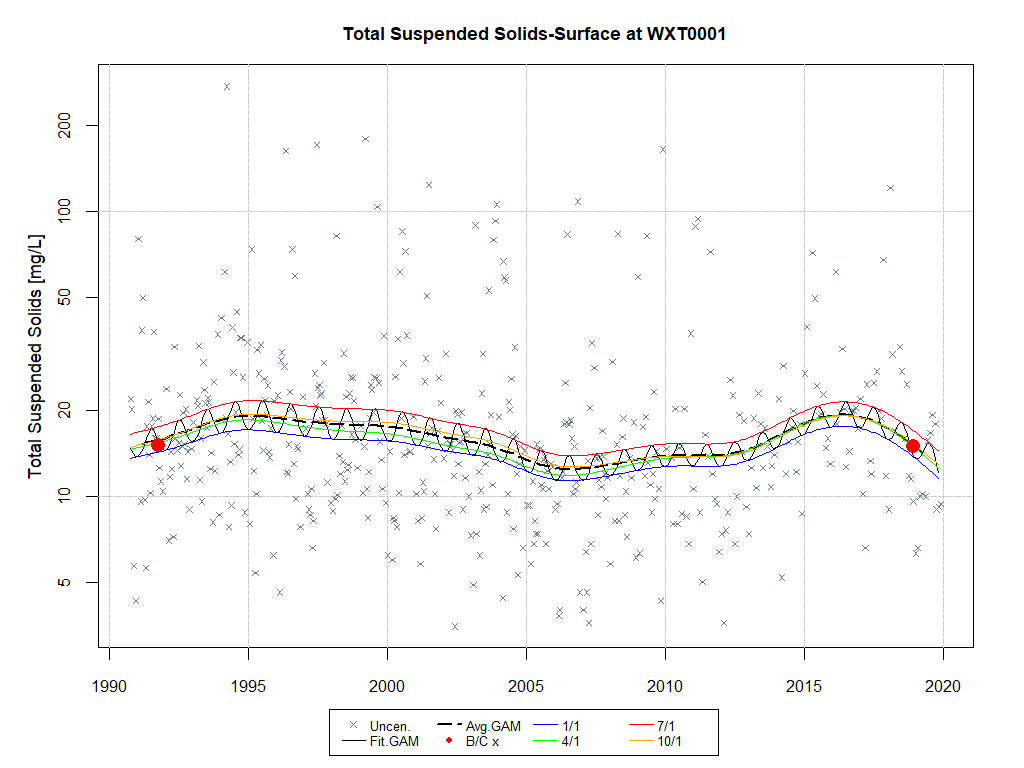 Total Suspended Solids-Surface at WXT0001
Total Suspended Solids [mg/L]
200
100
50
20
10
5
1990 1995 2000 2005 2010 2015 2020
Uncen. Avg.GAM 1/1 7/1
Fit.GAM B/C x 4/1 10/1